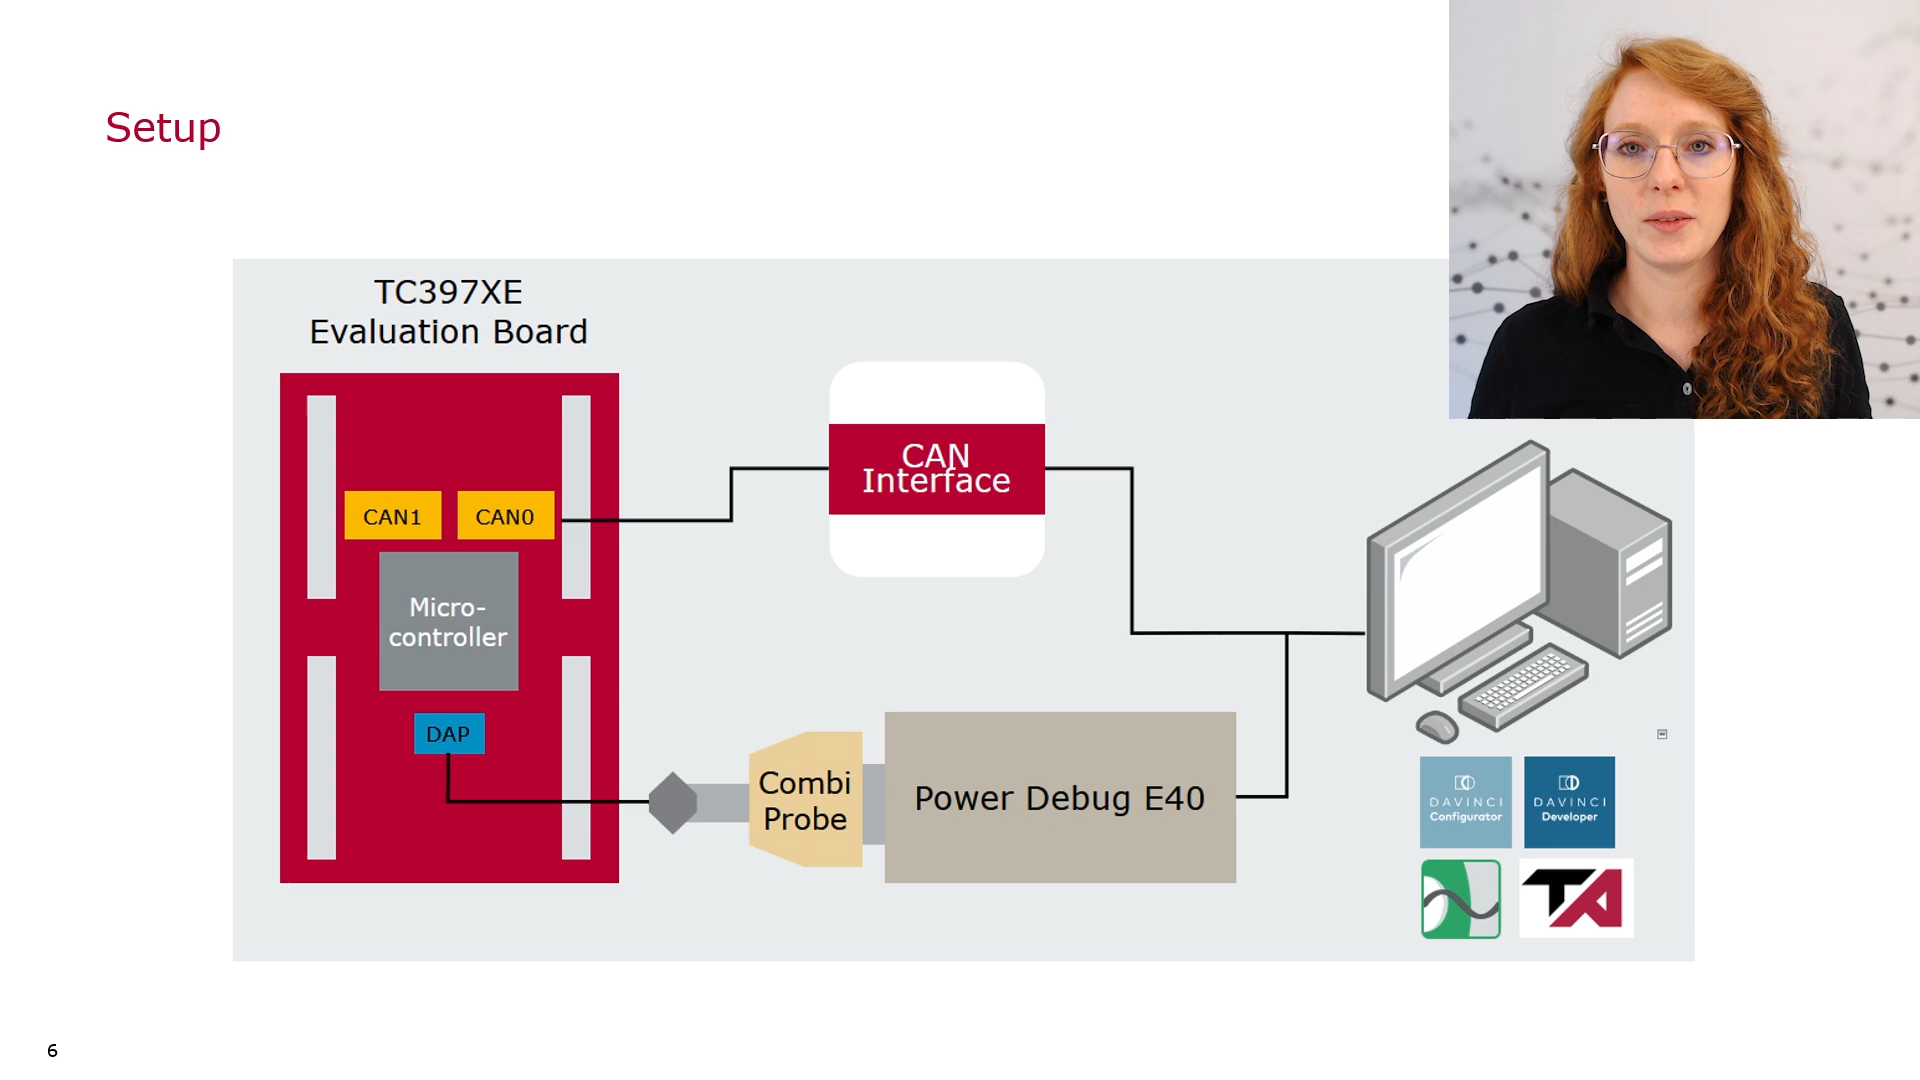 Setup
TC397XE
Evaluation Board
CAN
Interface
CAN1
CAN0
Micro-
controller
DAP
Combi
Probe
Power Debug E40
DAVINCI
Configurator
DAVINCI
Developer
TA
6